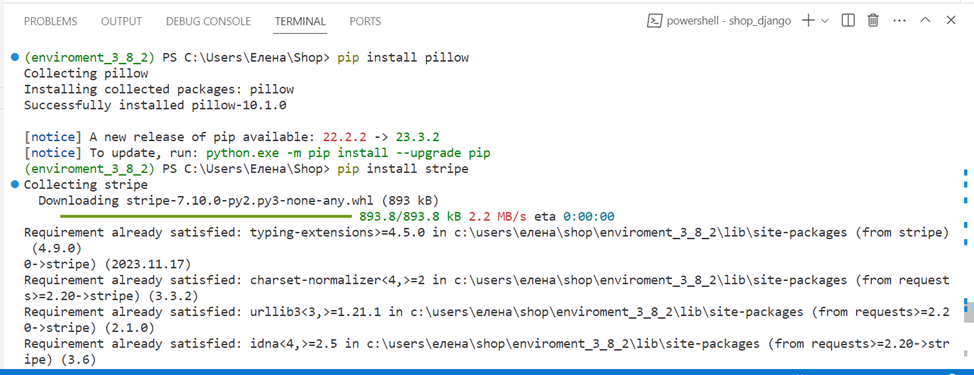 PROBLEMS OUTPUT DEBUG CONSOLE TERMINAL PORTS powershell - shop_django
(enviroment_3_8_2) PS C:\Users\Елена\Shop> pip install pillow
Collecting pillow
Installing collected packages: pillow
Successfully installed pillow-10.1.0
[notice] A new release of pip available: 22.2.2 -> 23.3.2
[notice] To update, run: python.exe -m pip install --upgrade pip
(enviroment_3_8_2) PS C:\Users\Елена\Shop> pip install stripe
Collecting stripe
Downloading stripe-7.10.0-py2.py3-none-any.whl (893 kB)
893.8/893.8 kB 2.2 MB/s eta 0:00:00
Requirement already satisfied: typing-extensions>=4.5.0 in c:\users\елена\shop\enviroment_3_8_2\lib\site-packages (from stripe)
(4.9.0)
0->stripe) (2023.11.17)
Requirement already satisfied: charset-normalizer<4,>=2 in c:\users\елена\shop\enviroment_3_8_2\lib\site-packages (from request
s>=2.20->stripe) (3.3.2)
Requirement already satisfied: urllib3<3,>=1.21.1 in c:\users\елена\shop\enviroment_3_8_2\lib\site-packages (from requests>=2.2
0->stripe) (2.1.0)
Requirement already satisfied: idna<4,>=2.5 in c:\users\елена\shop\enviroment_3_8_2\lib\site-packages (from requests>=2.20->str
ipe) (3.6)